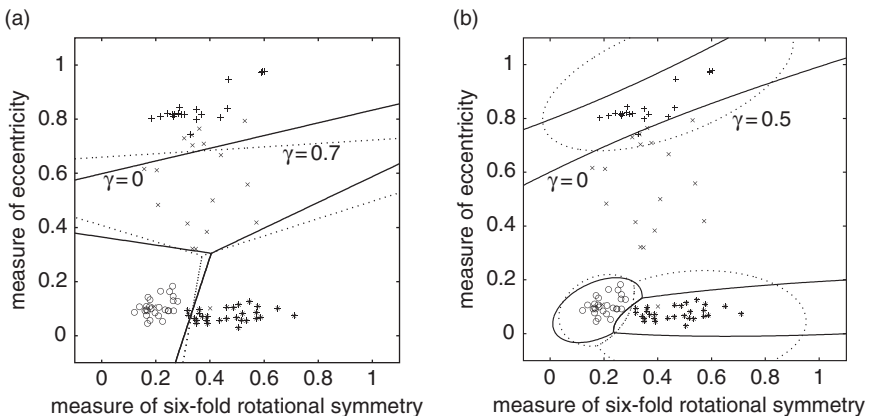 (a)
measure of eccentricity
1
0.8
0.6
0.4
0.2
0
γ=0.7
γ=0
0 0.2 0.4 0.6 0.8 1
measure of six-fold rotational symmetry
(b)
measure of eccentricity
1
0.8
0.6
0.4
0.2
0
γ=0.5
γ=0
0 0.2 0.4 0.6 0.8 1
measure of six-fold rotational symmetry